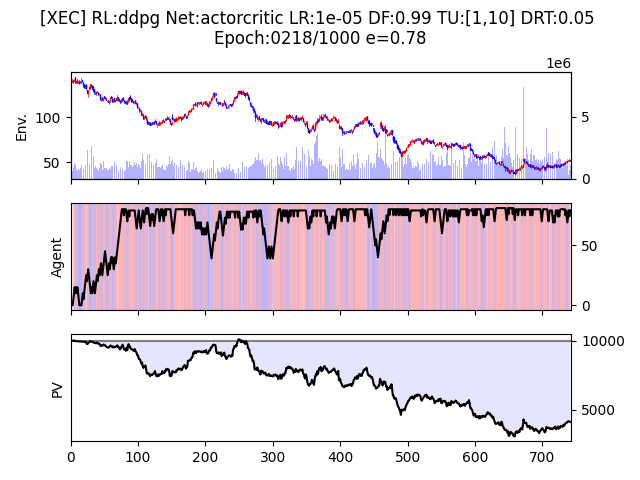 [XEC] RL:ddpg Net:actorcritic LR:1e-05 DF:0.99 TU:[1,10] DRT:0.05
Epoch:0218/1000 e=0.78
1e6
Env.
100
50
5
0
Agent
50
0
PV
10000
5000
0 100 200 300 400 500 600 700